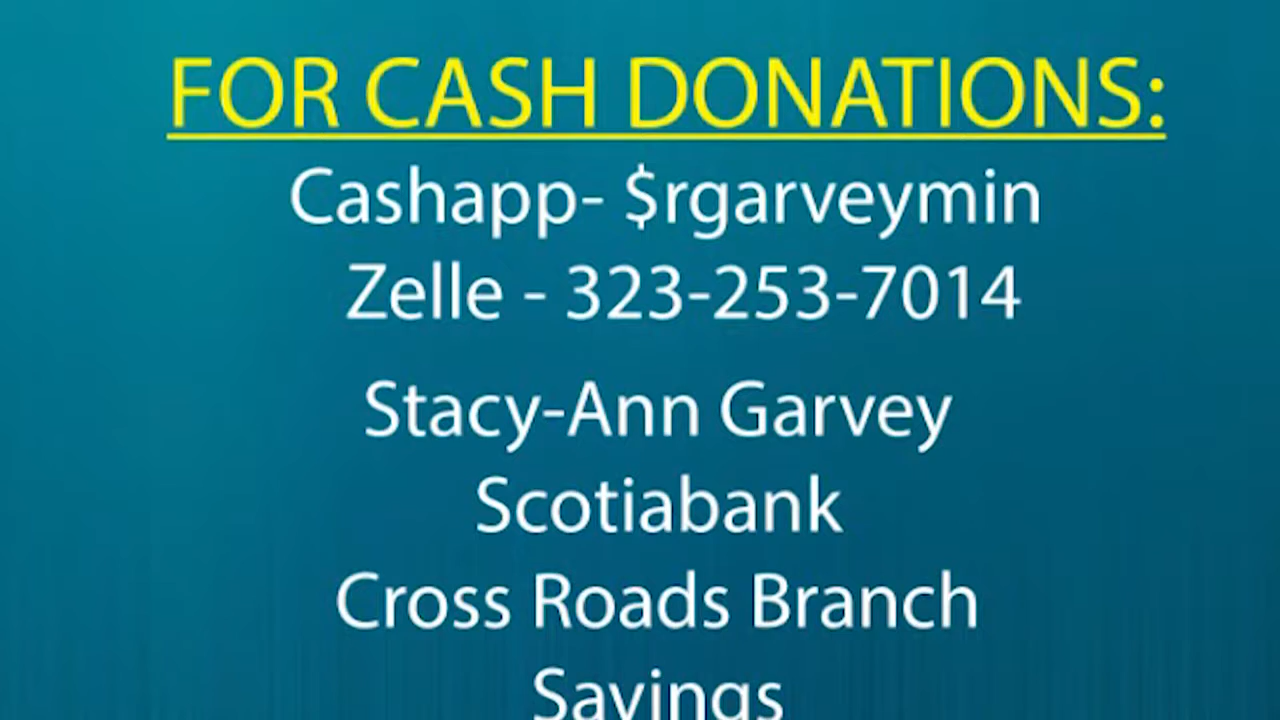 FOR CASH DONATIONS:
Cashapp- $rgarveymin
Zelle - 323-253-7014
Stacy-Ann Garvey
Scotiabank
Cross Roads Branch
Savings